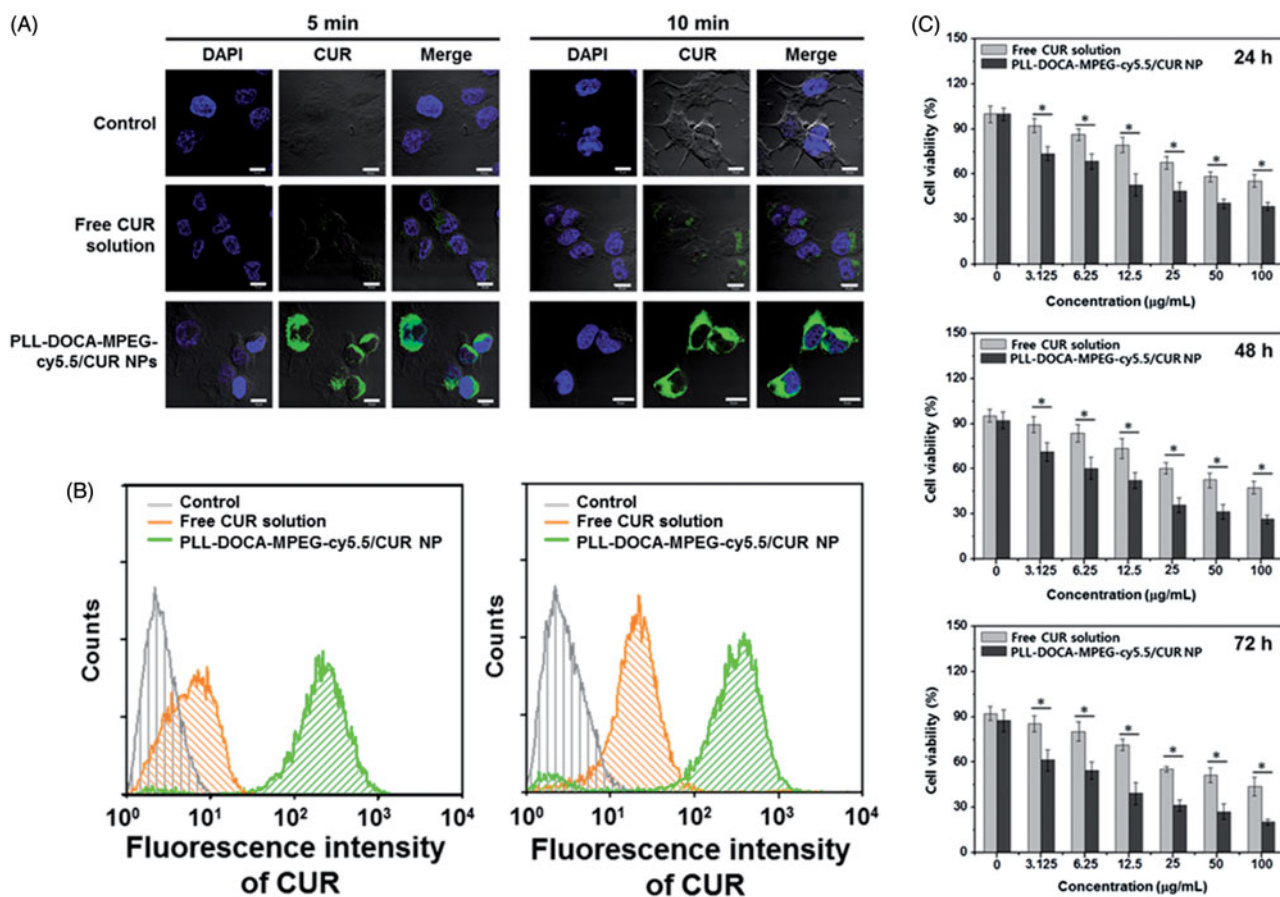 (A)
5 min
10 min
DAPI
CUR
Merge
DAPI
CUR
Merge
Control
Free CUR
solution
PLL-DOCA-MPEG-
cy5.5/CUR NPs
(B)
Control
Free CUR solution
PLL-DOCA-MPEG-cy5.5/CUR NP
Counts
10⁰ 10¹ 10² 10³ 10⁴
Fluorescence intensity
of CUR
Control
Free CUR solution
PLL-DOCA-MPEG-cy5.5/CUR NP
Counts
10⁰ 10¹ 10² 10³ 10⁴
Fluorescence intensity
of CUR
(C)
Free CUR solution
PLL-DOCA-MPEG-cy5.5/CUR NP
24 h
Cell viability (%)
150
120
90
60
30
0
* * * * * *
0 3.125 6.25 12.5 25 50 100
Concentration (μg/mL)
Free CUR solution
PLL-DOCA-MPEG-cy5.5/CUR NP
48 h
Cell viability (%)
150
120
90
60
30
0
* * * * * *
0 3.125 6.25 12.5 25 50 100
Concentration (μg/mL)
Free CUR solution
PLL-DOCA-MPEG-cy5.5/CUR NP
72 h
Cell viability (%)
150
120
90
60
30
0
* * * * * *
0 3.125 6.25 12.5 25 50 100
Concentration (μg/mL)